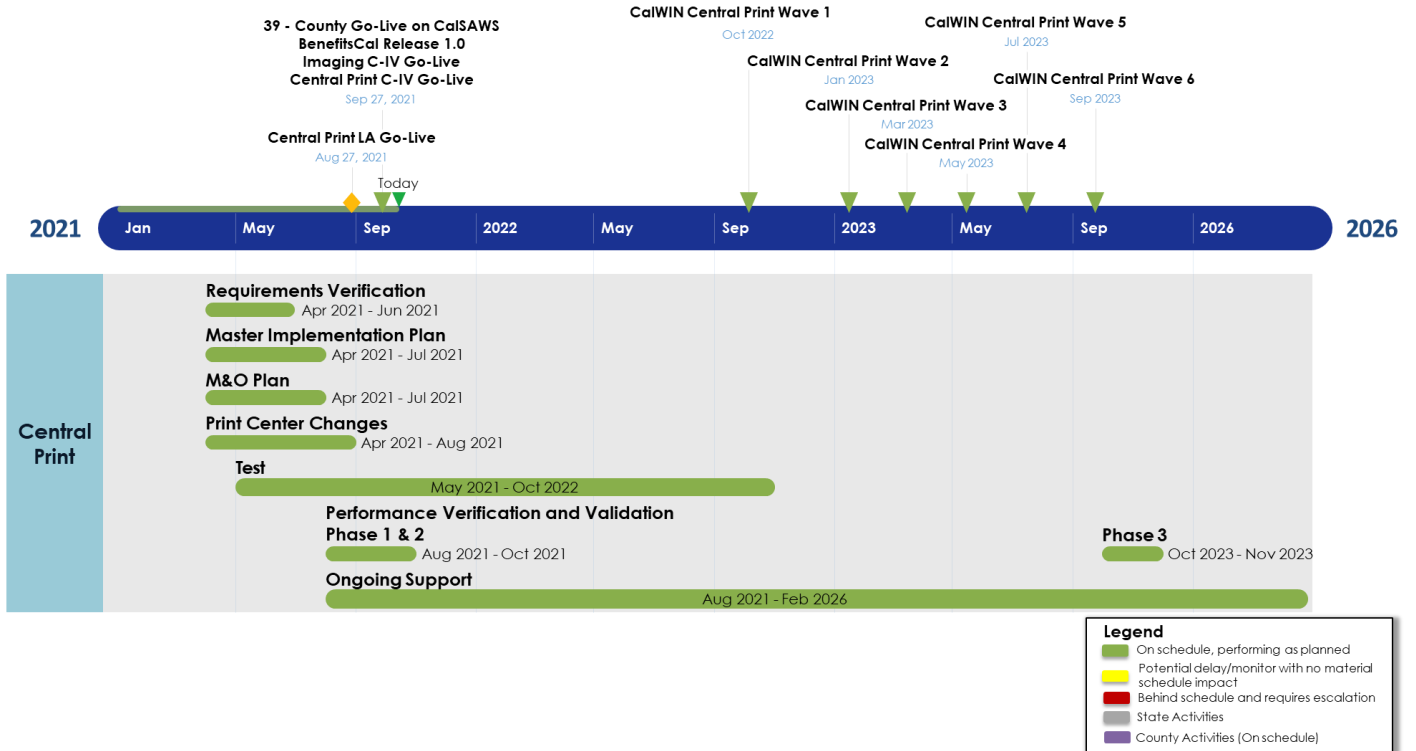 39 - County Go-Live on CalSAWS
BenefitsCal Release 1.0
Imaging C-IV Go-Live
Central Print C-IV Go-Live
Sep 27, 2021
Central Print LA Go-Live
Aug 27, 2021
Today
CalWIN Central Print Wave 1
Oct 2022
CalWIN Central Print Wave 2
Jan 2023
CalWIN Central Print Wave 3
Mar 2023
CalWIN Central Print Wave 4
May 2023
CalWIN Central Print Wave 5
Jul 2023
CalWIN Central Print Wave 6
Sep 2023
2021 Jan May Sep 2022 May Sep 2023 May Sep 2026 2026
Central
Print
Requirements Verification
Apr 2021 - Jun 2021
Master Implementation Plan
Apr 2021 - Jul 2021
M&O Plan
Apr 2021 - Jul 2021
Print Center Changes
Apr 2021 - Aug 2021
Test
May 2021 - Oct 2022
Performance Verification and Validation
Phase 1 & 2
Aug 2021 - Oct 2021
Phase 3
Oct 2023 - Nov 2023
Ongoing Support
Aug 2021 - Feb 2026
Legend
On schedule, performing as planned
Potential delay/monitor with no material
schedule impact
Behind schedule and requires escalation
State Activities
County Activities (On schedule)